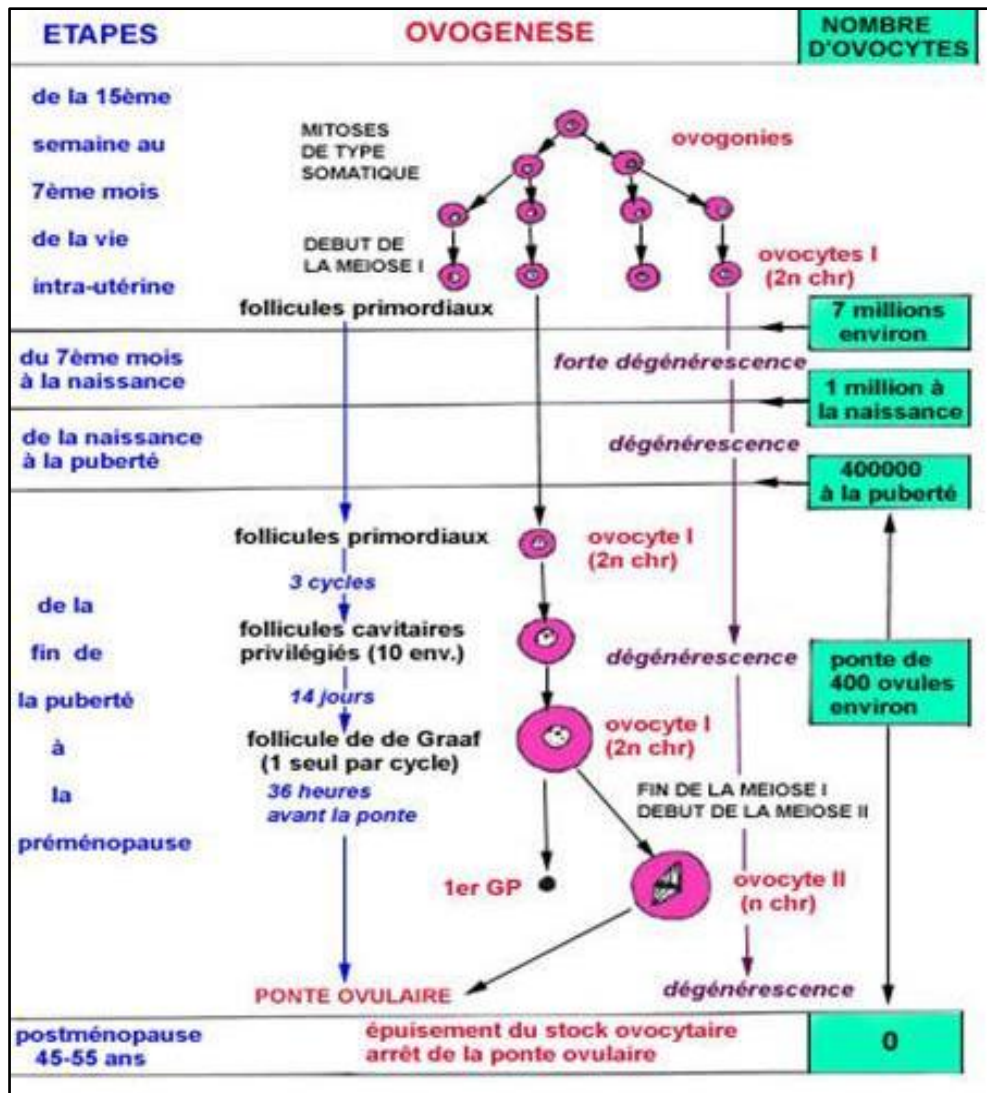 ETAPES
OVOGENESE
NOMBRE
D'OVOCYTES
de la 15ème
semaine au
7ème mois
de la vie
intra-utérine
MITOSES
DE TYPE
SOMATIQUE
ovogonies
DEBUT DE
LA MEIOSE I
ovocytes I
(2n chr)
follicules primordiaux
7 millions
environ
du 7ème mois
à la naissance
forte dégénérescence
1 million à
la naissance
de la naissance
à la puberté
dégénérescence
400000
à la puberté
follicules primordiaux
ovocyte I
(2n chr)
3 cycles
de la
fin de
la puberté
à
la
préménopause
follicules cavitaires
privilégiés (10 env.)
dégénérescence
ponte de
400 ovules
environ
14 jours
follicule de de Graaf
(1 seul par cycle)
ovocyte I
(2n chr)
36 heures
avant la ponte
FIN DE LA MEIOSE I
DEBUT DE LA MEIOSE II
1er GP
ovocyte II
(n chr)
PONTE OVULAIRE
dégénérescence
postménopause
45-55 ans
épuisement du stock ovocytaire
arrêt de la ponte ovulaire
0